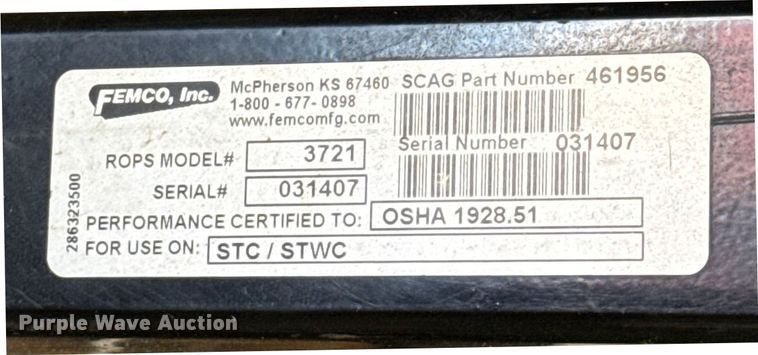 FEMCO, Inc.
McPherson KS 67460
1-800-677-0898
www.femcomfg.com
SCAG Part Number 461956
Serial Number 031407
ROPS MODEL# 3721
SERIAL# 031407
PERFORMANCE CERTIFIED TO: OSHA 1928.51
FOR USE ON: STC / STWC
286323500
Purple Wave Auction